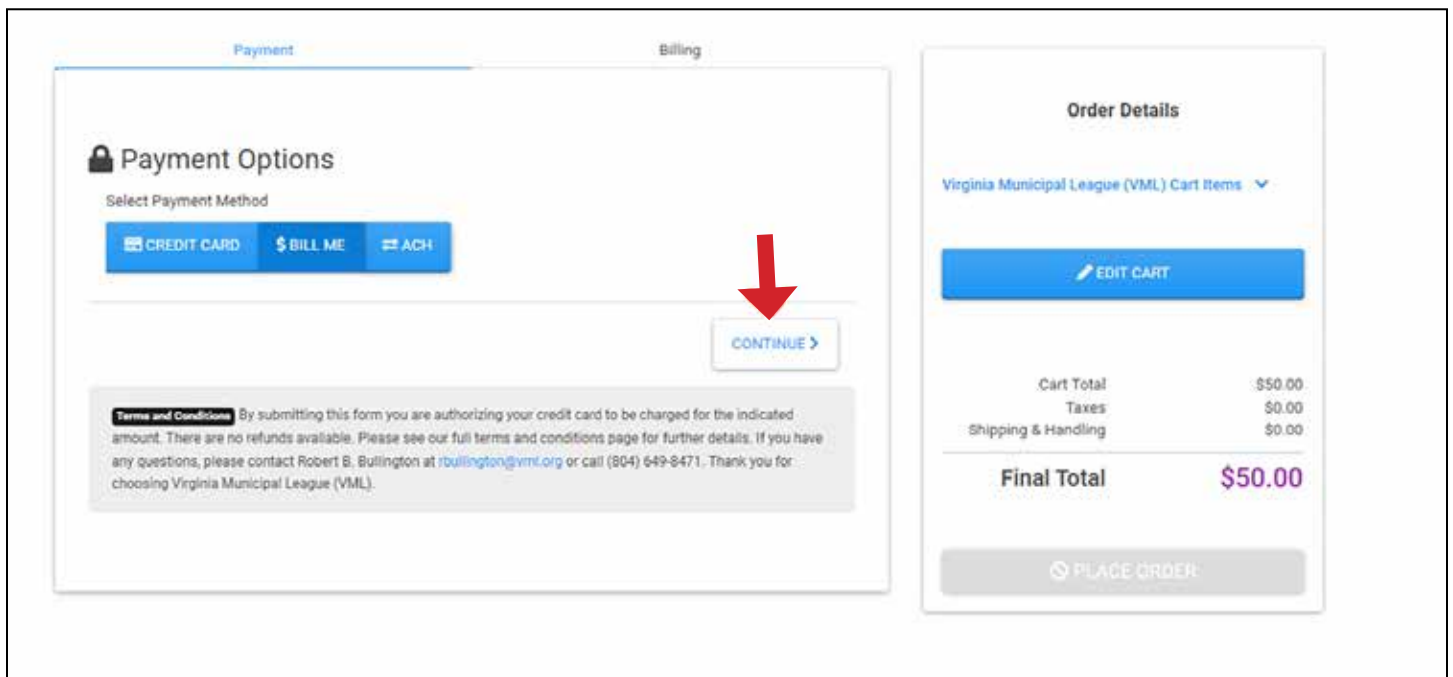 Payment
Billing
Payment Options
Select Payment Method
CREDIT CARD
$ BILL ME
ACH
CONTINUE >
Terms and Conditions By submitting this form you are authorizing your credit card to be charged for the indicated
amount. There are no refunds available. Please see our full terms and conditions page for further details. If you have
any questions, please contact Robert B. Bullington at rbullington@vml.org or call (804) 649-8471. Thank you for
choosing Virginia Municipal League (VML).
Order Details
Virginia Municipal League (VML) Cart Items
EDIT CART
Cart Total $50.00
Taxes $0.00
Shipping & Handling $0.00
Final Total $50.00
PLACE ORDER